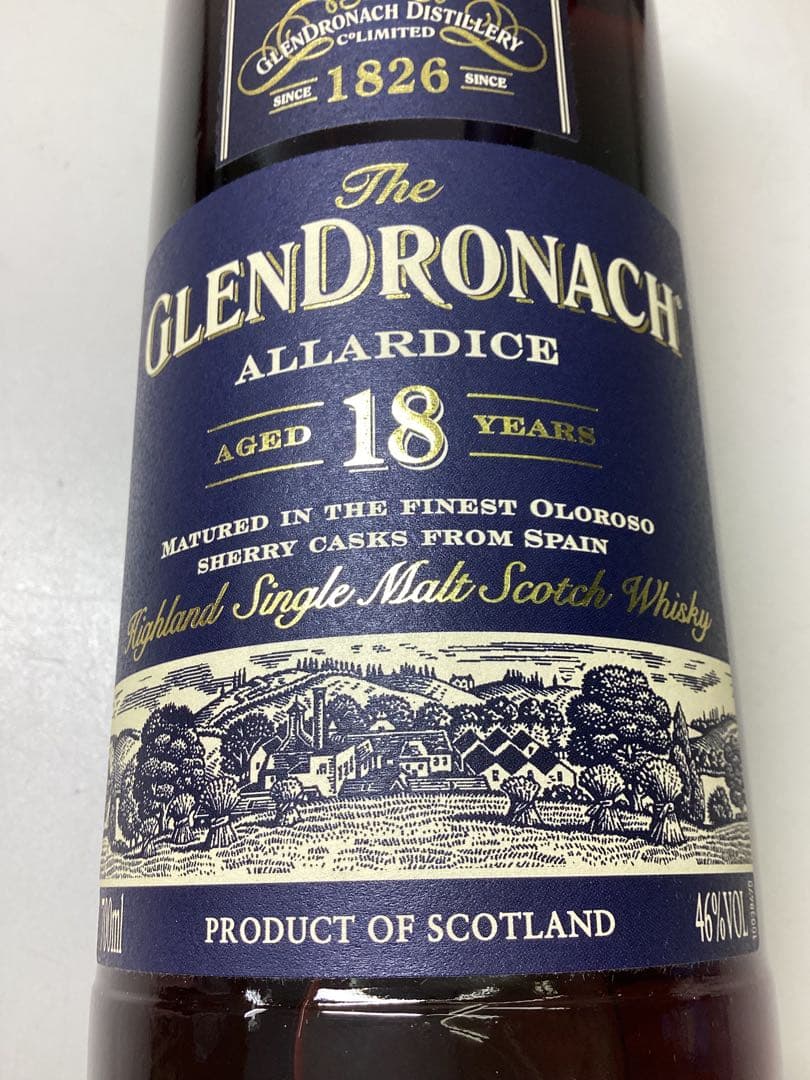 GLENDRONACH DISTILLERY
Cº LIMITED
SINCE 1826 SINCE
The
GLENDRONACH
ALLARDICE
AGED 18 YEARS
MATURED IN THE FINEST OLOROSO
SHERRY CASKS FROM SPAIN
Highland Single Malt Scotch Whisky
700ml PRODUCT OF SCOTLAND 46%VOL